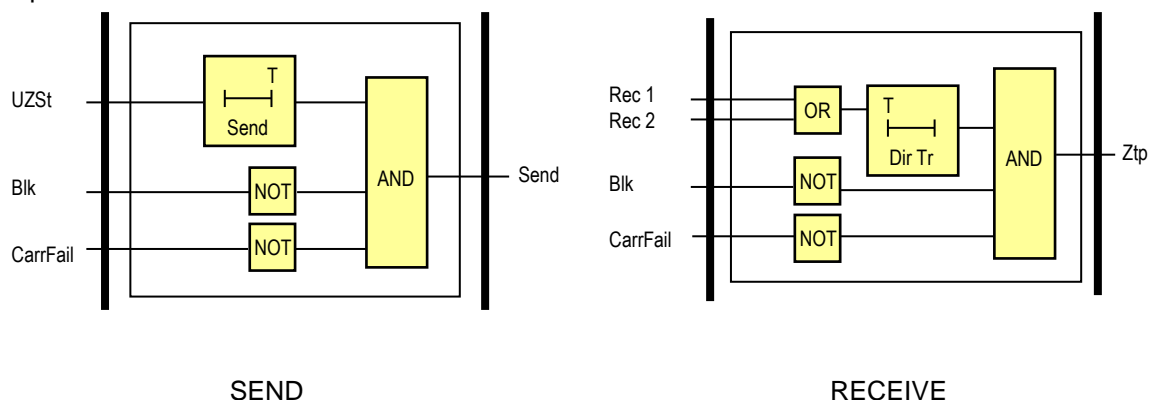 UZSt
T
Send
Blk
NOT
AND
Send
CarrFail
NOT
SEND
Rec 1
Rec 2
OR
T
Dir Tr
AND
Ztp
Blk
NOT
CarrFail
NOT
RECEIVE